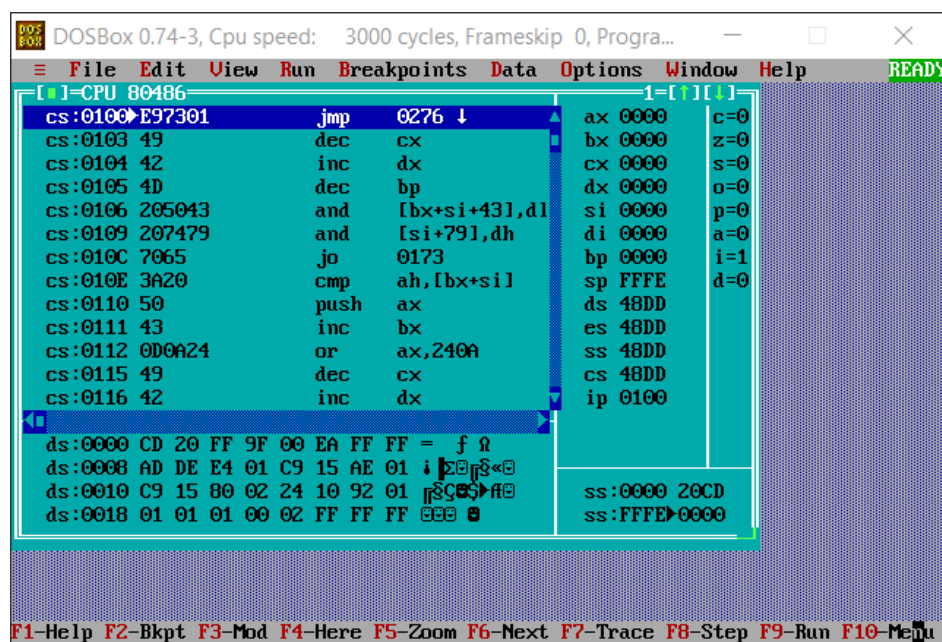 DOSBox 0.74-3, Cpu speed: 3000 cycles, Frameskip 0, Progra...
≡ File Edit View Run Breakpoints Data Options Window Help READY
[■]=CPU 80486 1=[↑][↓]
cs:0100►E97301 jmp 0276 ↓ ax 0000 c=0
cs:0103 49 dec cx bx 0000 z=0
cs:0104 42 inc dx cx 0000 s=0
cs:0105 4D dec bp dx 0000 o=0
cs:0106 205043 and [bx+si+43],dl si 0000 p=0
cs:0109 207479 and [si+79],dh di 0000 a=0
cs:010C 7065 jo 0173 bp 0000 i=1
cs:010E 3A20 cmp ah,[bx+si] sp FFFE d=0
cs:0110 50 push ax ds 48DD
cs:0111 43 inc bx es 48DD
cs:0112 0D0A24 or ax,240A ss 48DD
cs:0115 49 dec cx cs 48DD
cs:0116 42 inc dx ip 0100
ds:0000 CD 20 FF 9F 00 EA FF FF = ƒ Ω
ds:0008 AD DE E4 01 C9 15 AE 01 ¡▐Σ☺╔§«☺
ds:0010 C9 15 80 02 24 10 92 01 ╔§Ç☻$►Æ☺ ss:0000 20CD
ds:0018 01 01 01 00 02 FF FF FF ☺☺☺ ☻ ss:FFFE►0000
F1-Help F2-Bkpt F3-Mod F4-Here F5-Zoom F6-Next F7-Trace F8-Step F9-Run F10-Menu